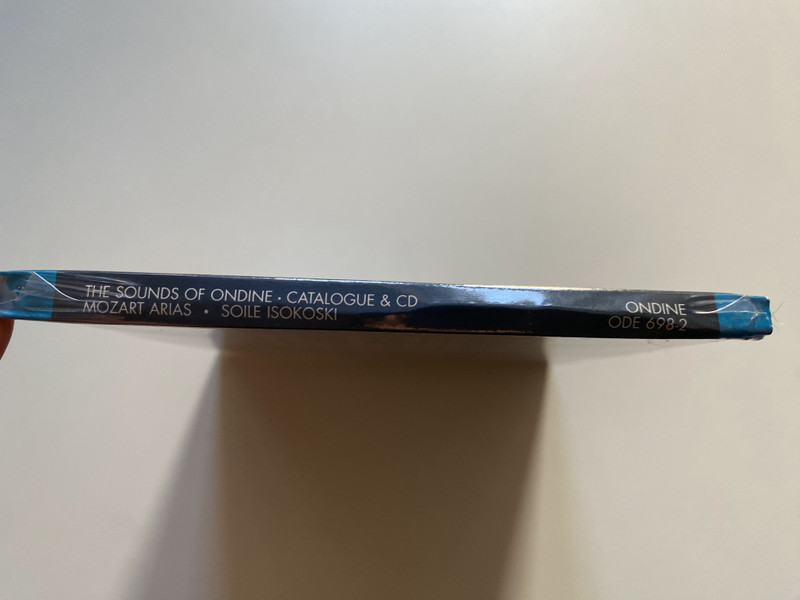 THE SOUNDS OF ONDINE · CATALOGUE & CD
MOZART ARIAS • SOILE ISOKOSKI
ONDINE
ODE 698-2